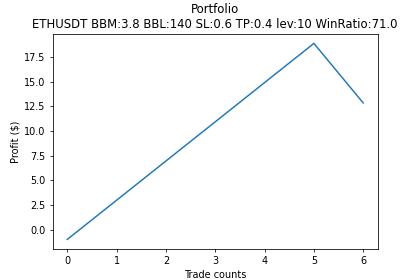 Portfolio
ETHUSDT BBM:3.8 BBL:140 SL:0.6 TP:0.4 lev:10 WinRatio:71.0
Profit ($)
17.5
15.0
12.5
10.0
7.5
5.0
2.5
0.0
0 1 2 3 4 5 6
Trade counts